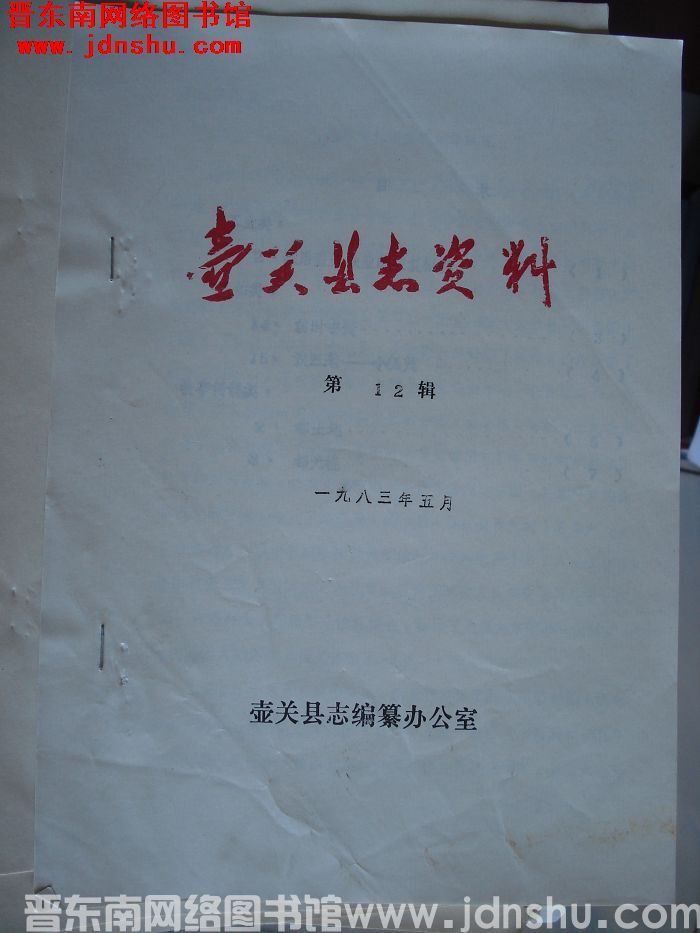 晋东南网络图书馆
www.jdnshu.com
壶关县志资料
第 12 辑
一九八三年五月
壶关县志编纂办公室
晋东南网络图书馆www.jdnshu.com